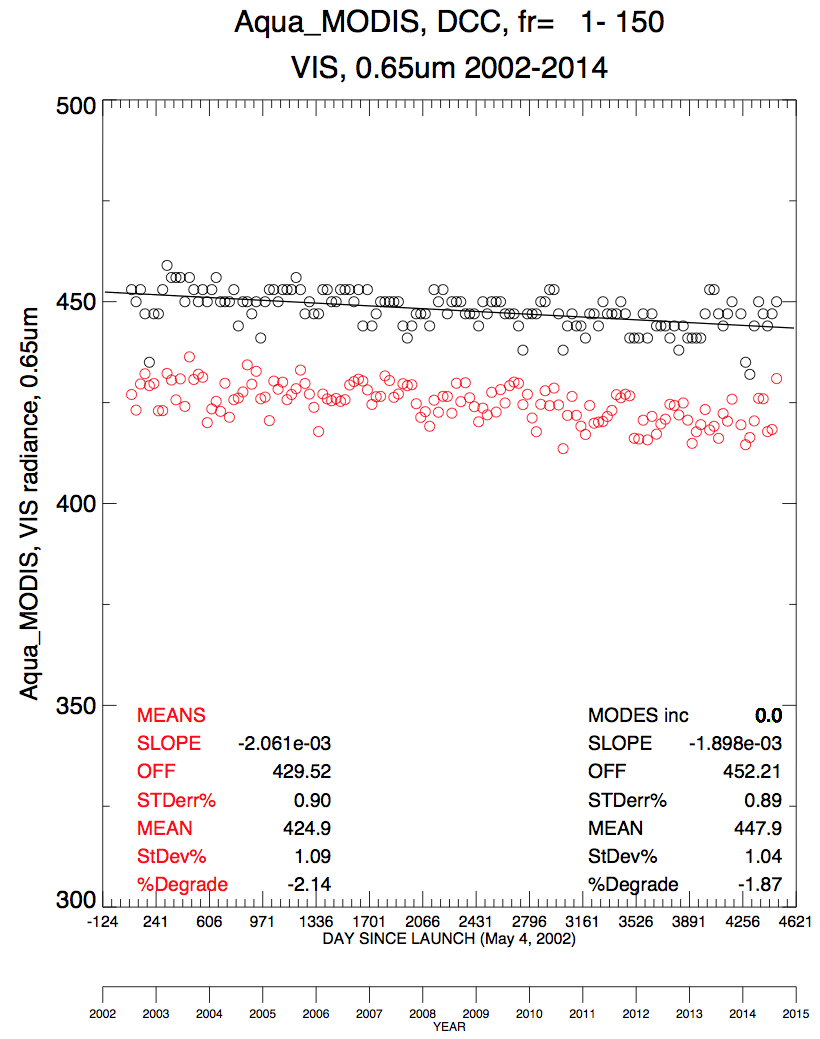 Aqua_MODIS, DCC, fr= 1- 150
VIS, 0.65um 2002-2014
Aqua_MODIS, VIS radiance, 0.65um
500
450
400
350
300
MEANS
SLOPE -2.061e-03
OFF 429.52
STDerr% 0.90
MEAN 424.9
StDev% 1.09
%Degrade -2.14
MODES inc 0.0
SLOPE -1.898e-03
OFF 452.21
STDerr% 0.89
MEAN 447.9
StDev% 1.04
%Degrade -1.87
-124 241 606 971 1336 1701 2066 2431 2796 3161 3526 3891 4256 4621
DAY SINCE LAUNCH (May 4, 2002)
2002 2003 2004 2005 2006 2007 2008 2009 2010 2011 2012 2013 2014 2015
YEAR